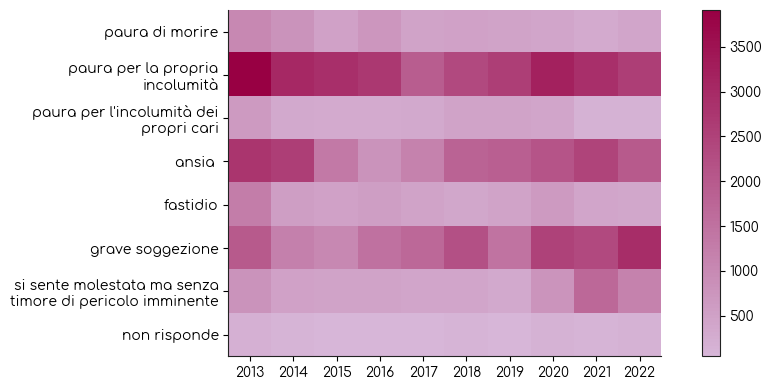 paura di morire
paura per la propria
incolumità
paura per l'incolumità dei
propri cari
ansia
fastidio
grave soggezione
si sente molestata ma senza
timore di pericolo imminente
non risponde
2013 2014 2015 2016 2017 2018 2019 2020 2021 2022
3500
3000
2500
2000
1500
1000
500